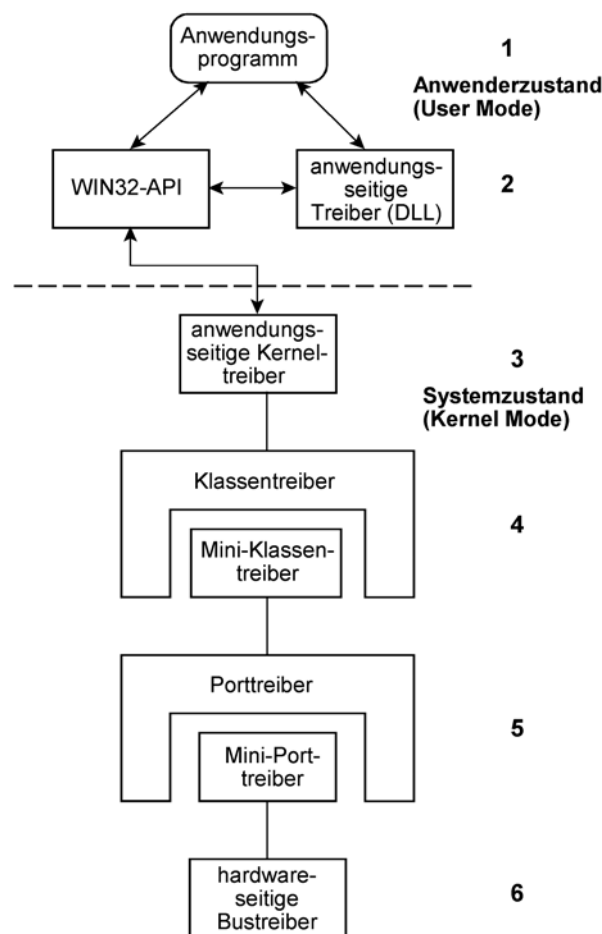 Anwendungs-
programm
1
Anwenderzustand
(User Mode)
WIN32-API
anwendungs-
seitige
Treiber (DLL)
2
anwendungs-
seitige Kernel-
treiber
3
Systemzustand
(Kernel Mode)
Klassentreiber
4
Mini-Klassen-
treiber
Porttreiber
5
Mini-Port-
treiber
hardware-
seitige
Bustreiber
6